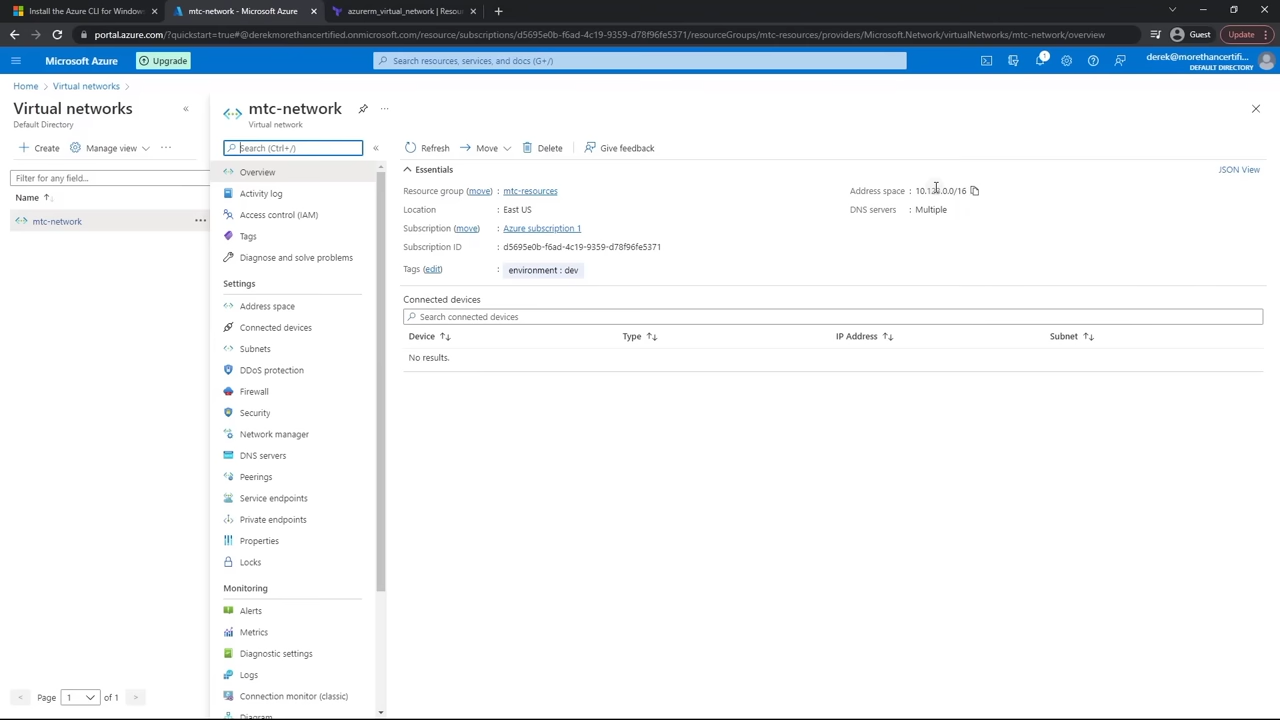 Install the Azure CLI for Windows
mtc-network - Microsoft Azure
azurerm_virtual_network | Resou
portal.azure.com/?quickstart=true#@derekmorethancertified.onmicrosoft.com/resource/subscriptions/d5695e0b-f6ad-4c19-9359-d78f96fe5371/resourceGroups/mtc-resources/providers/Microsoft.Network/virtualNetworks/mtc-network/overview
Guest
Update
Microsoft Azure
Upgrade
Search resources, services, and docs (G+/)
1
derek@morethancertifi...
DEFAULT DIRECTORY
Home > Virtual networks >
Virtual networks
Default Directory
Create
Manage view
Filter for any field...
Name
mtc-network
Page 1 of 1
mtc-network
Virtual network
Search (Ctrl+/)
Overview
Activity log
Access control (IAM)
Tags
Diagnose and solve problems
Settings
Address space
Connected devices
Subnets
DDoS protection
Firewall
Security
Network manager
DNS servers
Peerings
Service endpoints
Private endpoints
Properties
Locks
Monitoring
Alerts
Metrics
Diagnostic settings
Logs
Connection monitor (classic)
Diagram
Refresh
Move
Delete
Give feedback
Essentials
JSON View
Resource group (move) : mtc-resources
Location : East US
Subscription (move) : Azure subscription 1
Subscription ID : d5695e0b-f6ad-4c19-9359-d78f96fe5371
Tags (edit) : environment : dev
Address space :
DNS servers : Multiple
Connected devices
Search connected devices
Device Type IP Address Subnet
No results.